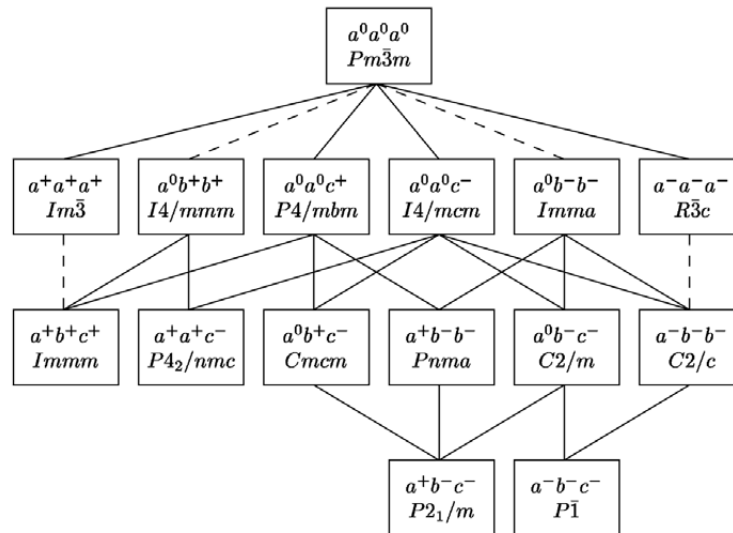 a⁰a⁰a⁰
Pm3̄m
a⁺a⁺a⁺
Im3̄
a⁰b⁺b⁺
I4/mmm
a⁰a⁰c⁺
P4/mbm
a⁰a⁰c⁻
I4/mcm
a⁰b⁻b⁻
Imma
a⁻a⁻a⁻
R3̄c
a⁺b⁺c⁺
Immm
a⁺a⁺c⁻
P4₂/nmc
a⁰b⁺c⁻
Cmcm
a⁺b⁻b⁻
Pnma
a⁰b⁻c⁻
C2/m
a⁻b⁻b⁻
C2/c
a⁺b⁻c⁻
P2₁/m
a⁻b⁻c⁻
P1̄